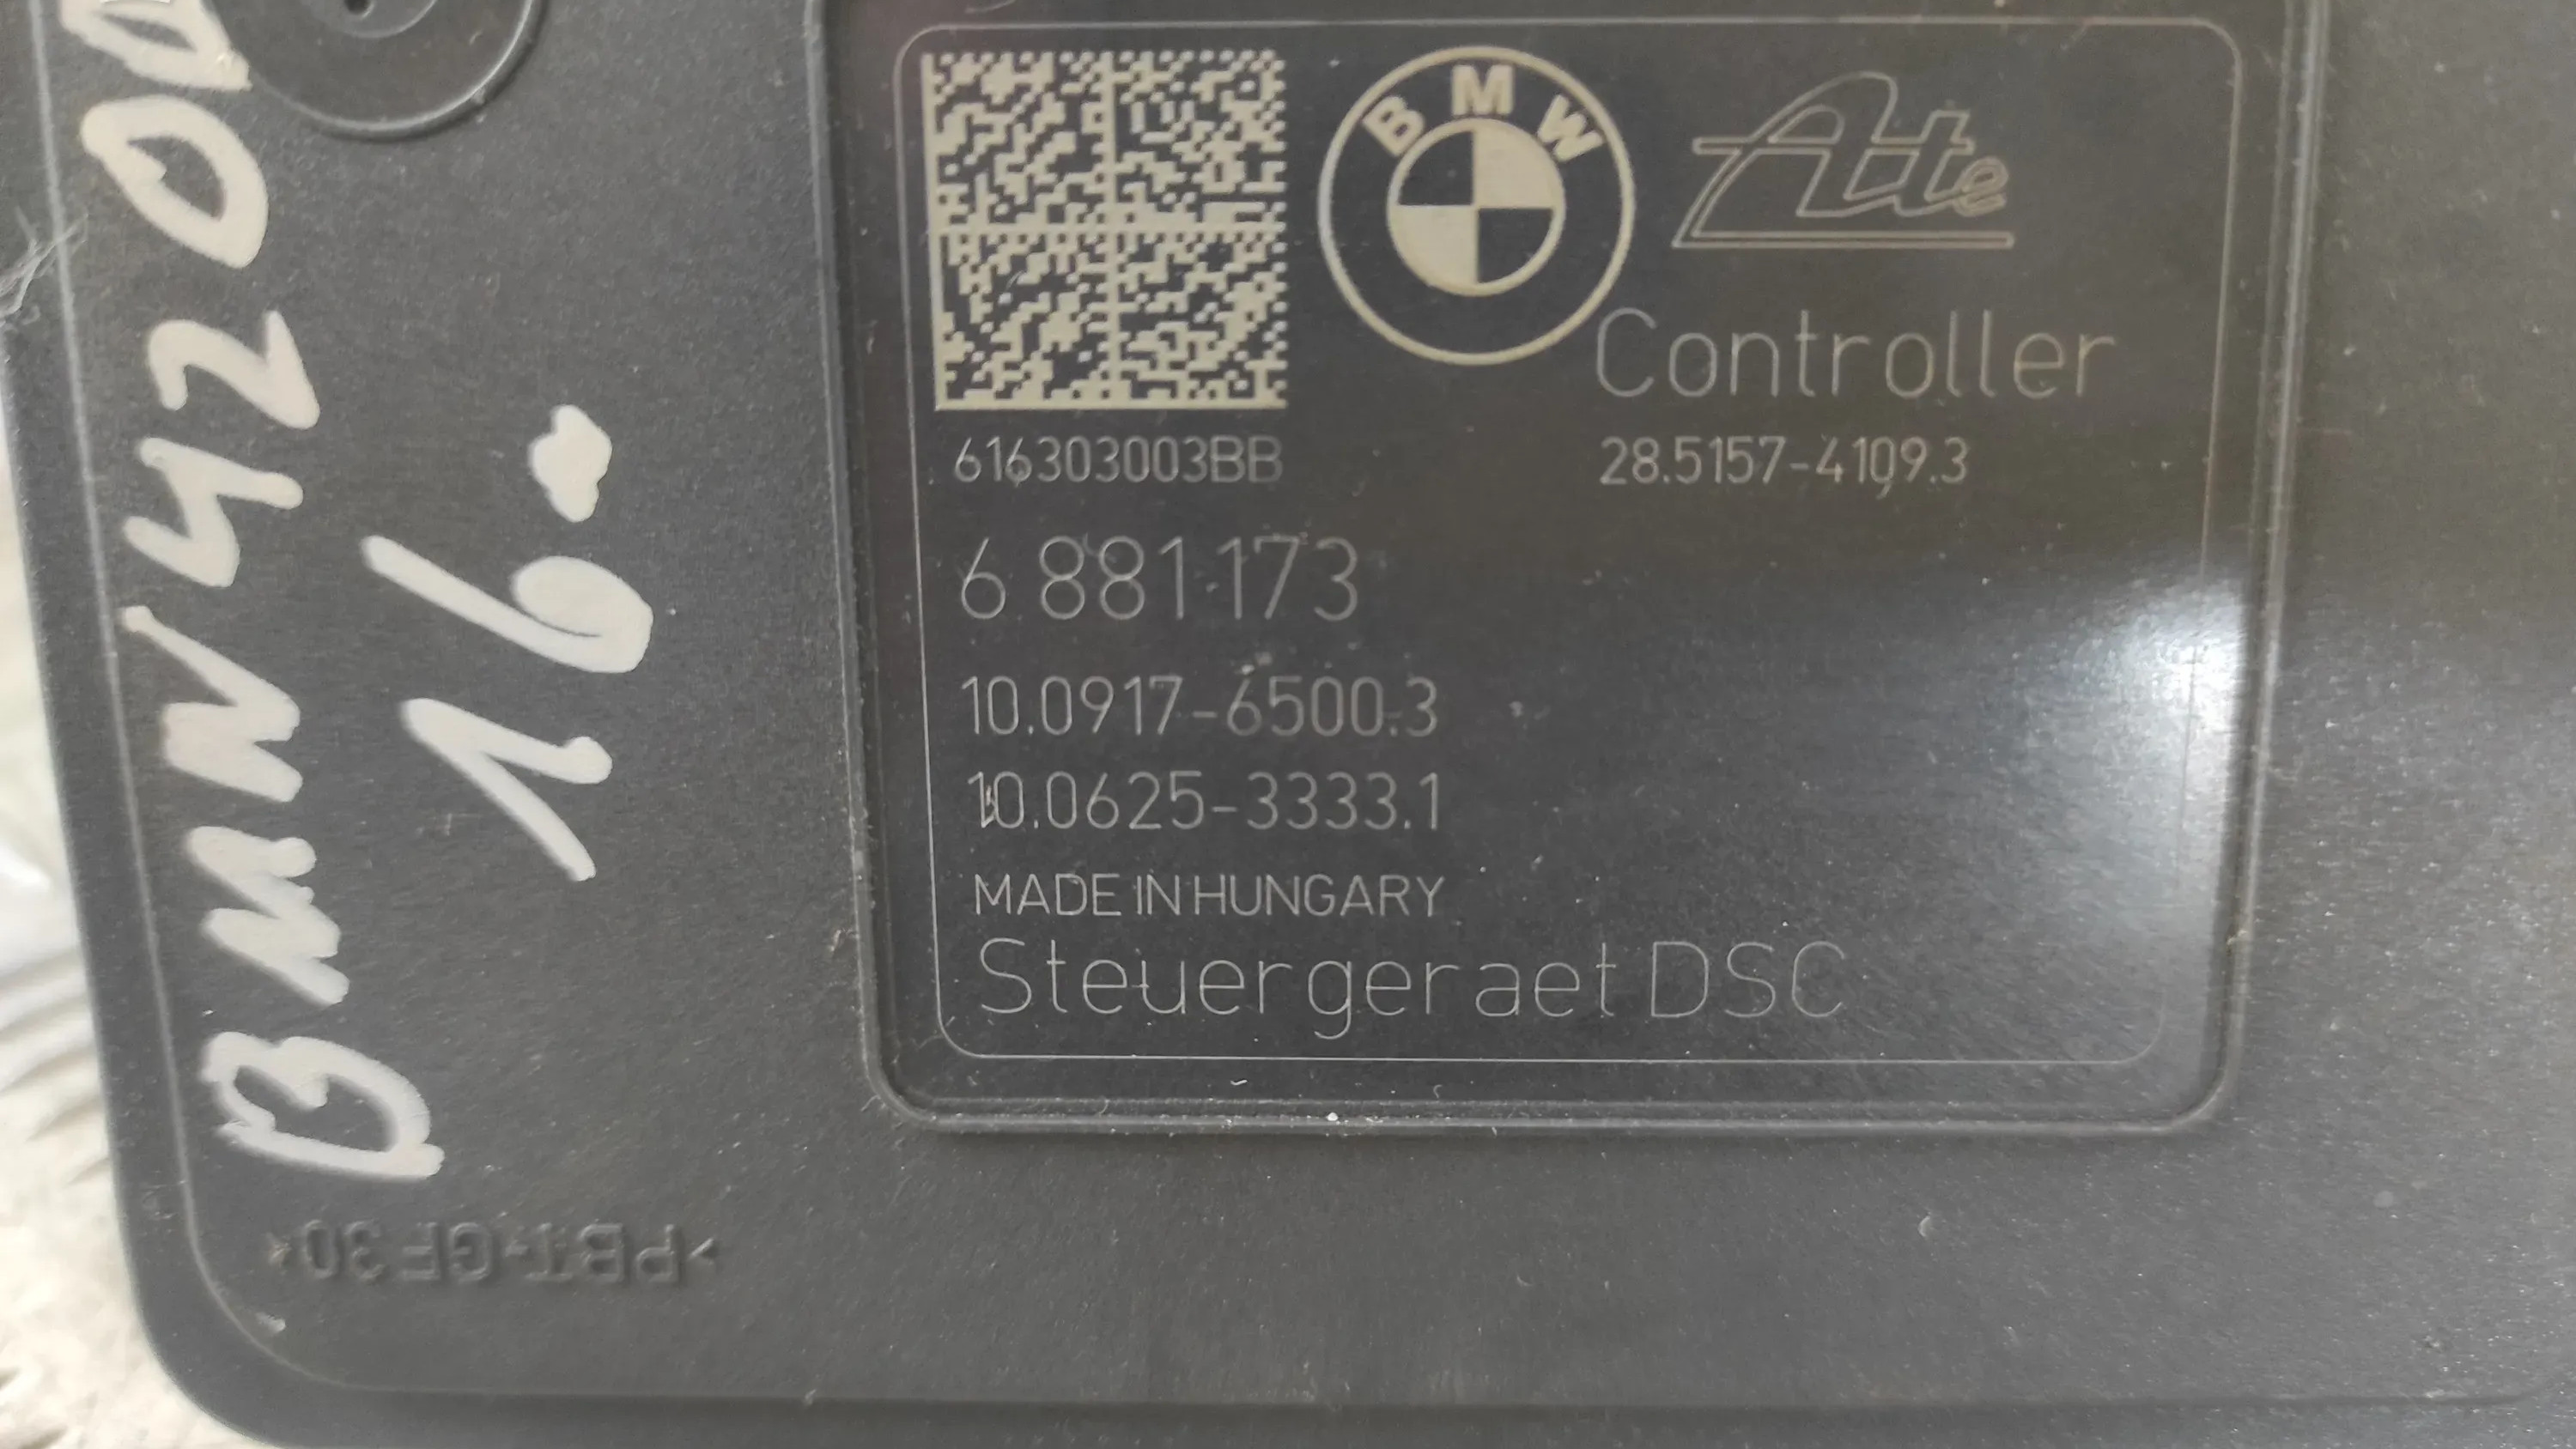 BMW
Ate
Controller
616303003BB
28.5157-4109.3
6 881 173
10.0917-6500.3
10.0625-3333.1
MADE IN HUNGARY
Steuergeraet DSC
BMW 420
16
>PBT-GF30<